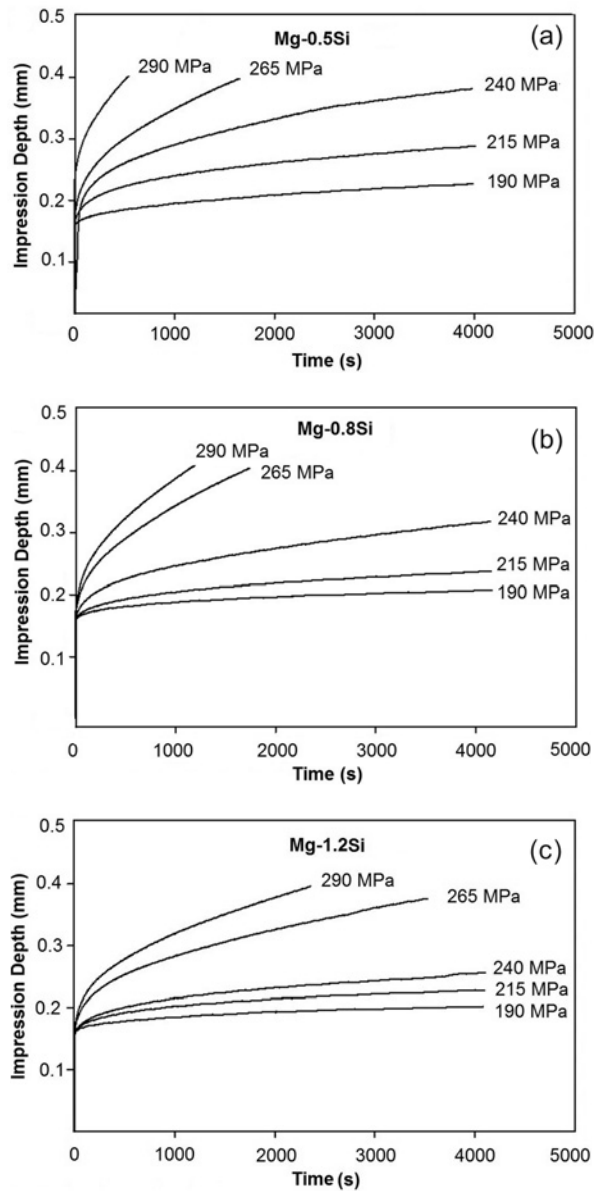 Mg-0.5Si
(a)
290 MPa
265 MPa
240 MPa
215 MPa
190 MPa
0.5
0.4
0.3
0.2
0.1
Impression Depth (mm)
0 1000 2000 3000 4000 5000
Time (s)
Mg-0.8Si
(b)
290 MPa
265 MPa
240 MPa
215 MPa
190 MPa
0.5
0.4
0.3
0.2
0.1
Impression Depth (mm)
0 1000 2000 3000 4000 5000
Time (s)
Mg-1.2Si
(c)
290 MPa
265 MPa
240 MPa
215 MPa
190 MPa
0.5
0.4
0.3
0.2
0.1
Impression Depth (mm)
0 1000 2000 3000 4000 5000
Time (s)